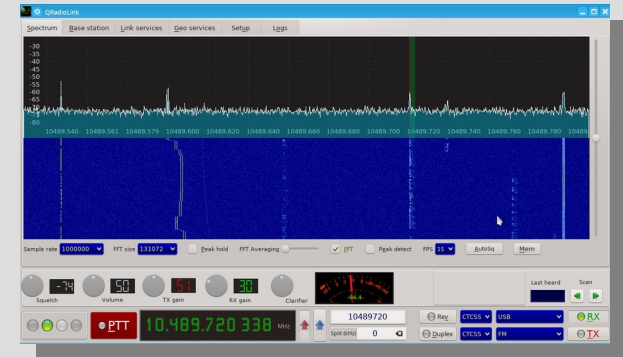 QRadioLink
Spectrum Base station Link services Geo services Setup Logs
-30
-35
-40
-45
-50
-55
-60
-65
-70
-75
-80
10489.540 10489.561 10489.579 10489.600 10489.620 10489.640 10489.660 10489.680 10489.700 10489.720 10489.740 10489.760 10489.780 10489.
Sample rate 1000000 FFT size 131072 Peak hold FFT Averaging FFT Peak detect FPS 15 AutoSq Mem
-74 50 51 30
Squelch Volume TX gain RX gain Clarifier
-94.4
Last heard Scan
PTT 10.489.720 338 MHz
10489720 Rev CTCSS USB RX
Split (kHz) 0 Duplex CTCSS FM TX